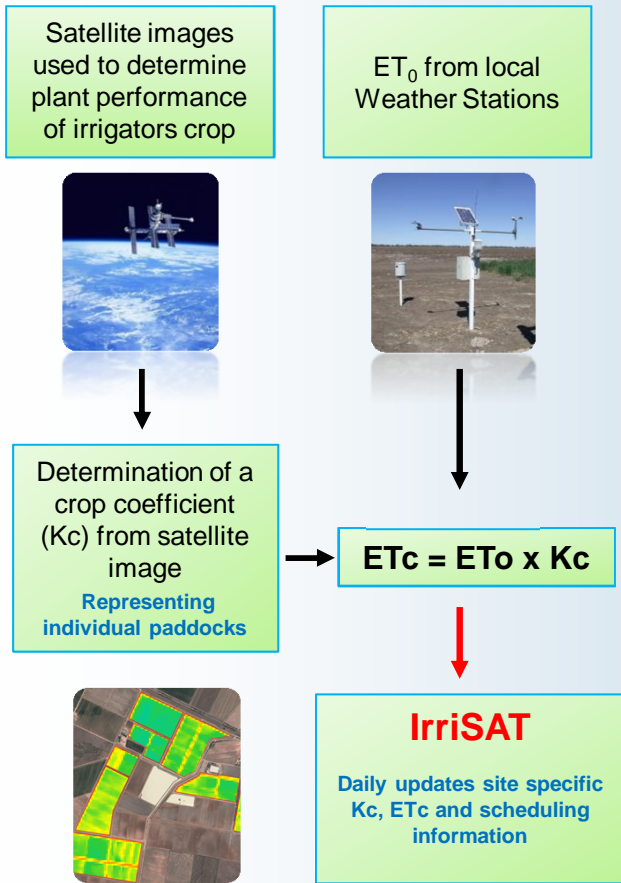 Satellite images
used to determine
plant performance
of irrigators crop
ET₀ from local
Weather Stations
Determination of a
crop coefficient
(Kc) from satellite
image
Representing
individual paddocks
ETc = ETo x Kc
IrriSAT
Daily updates site specific
Kc, ETc and scheduling
information